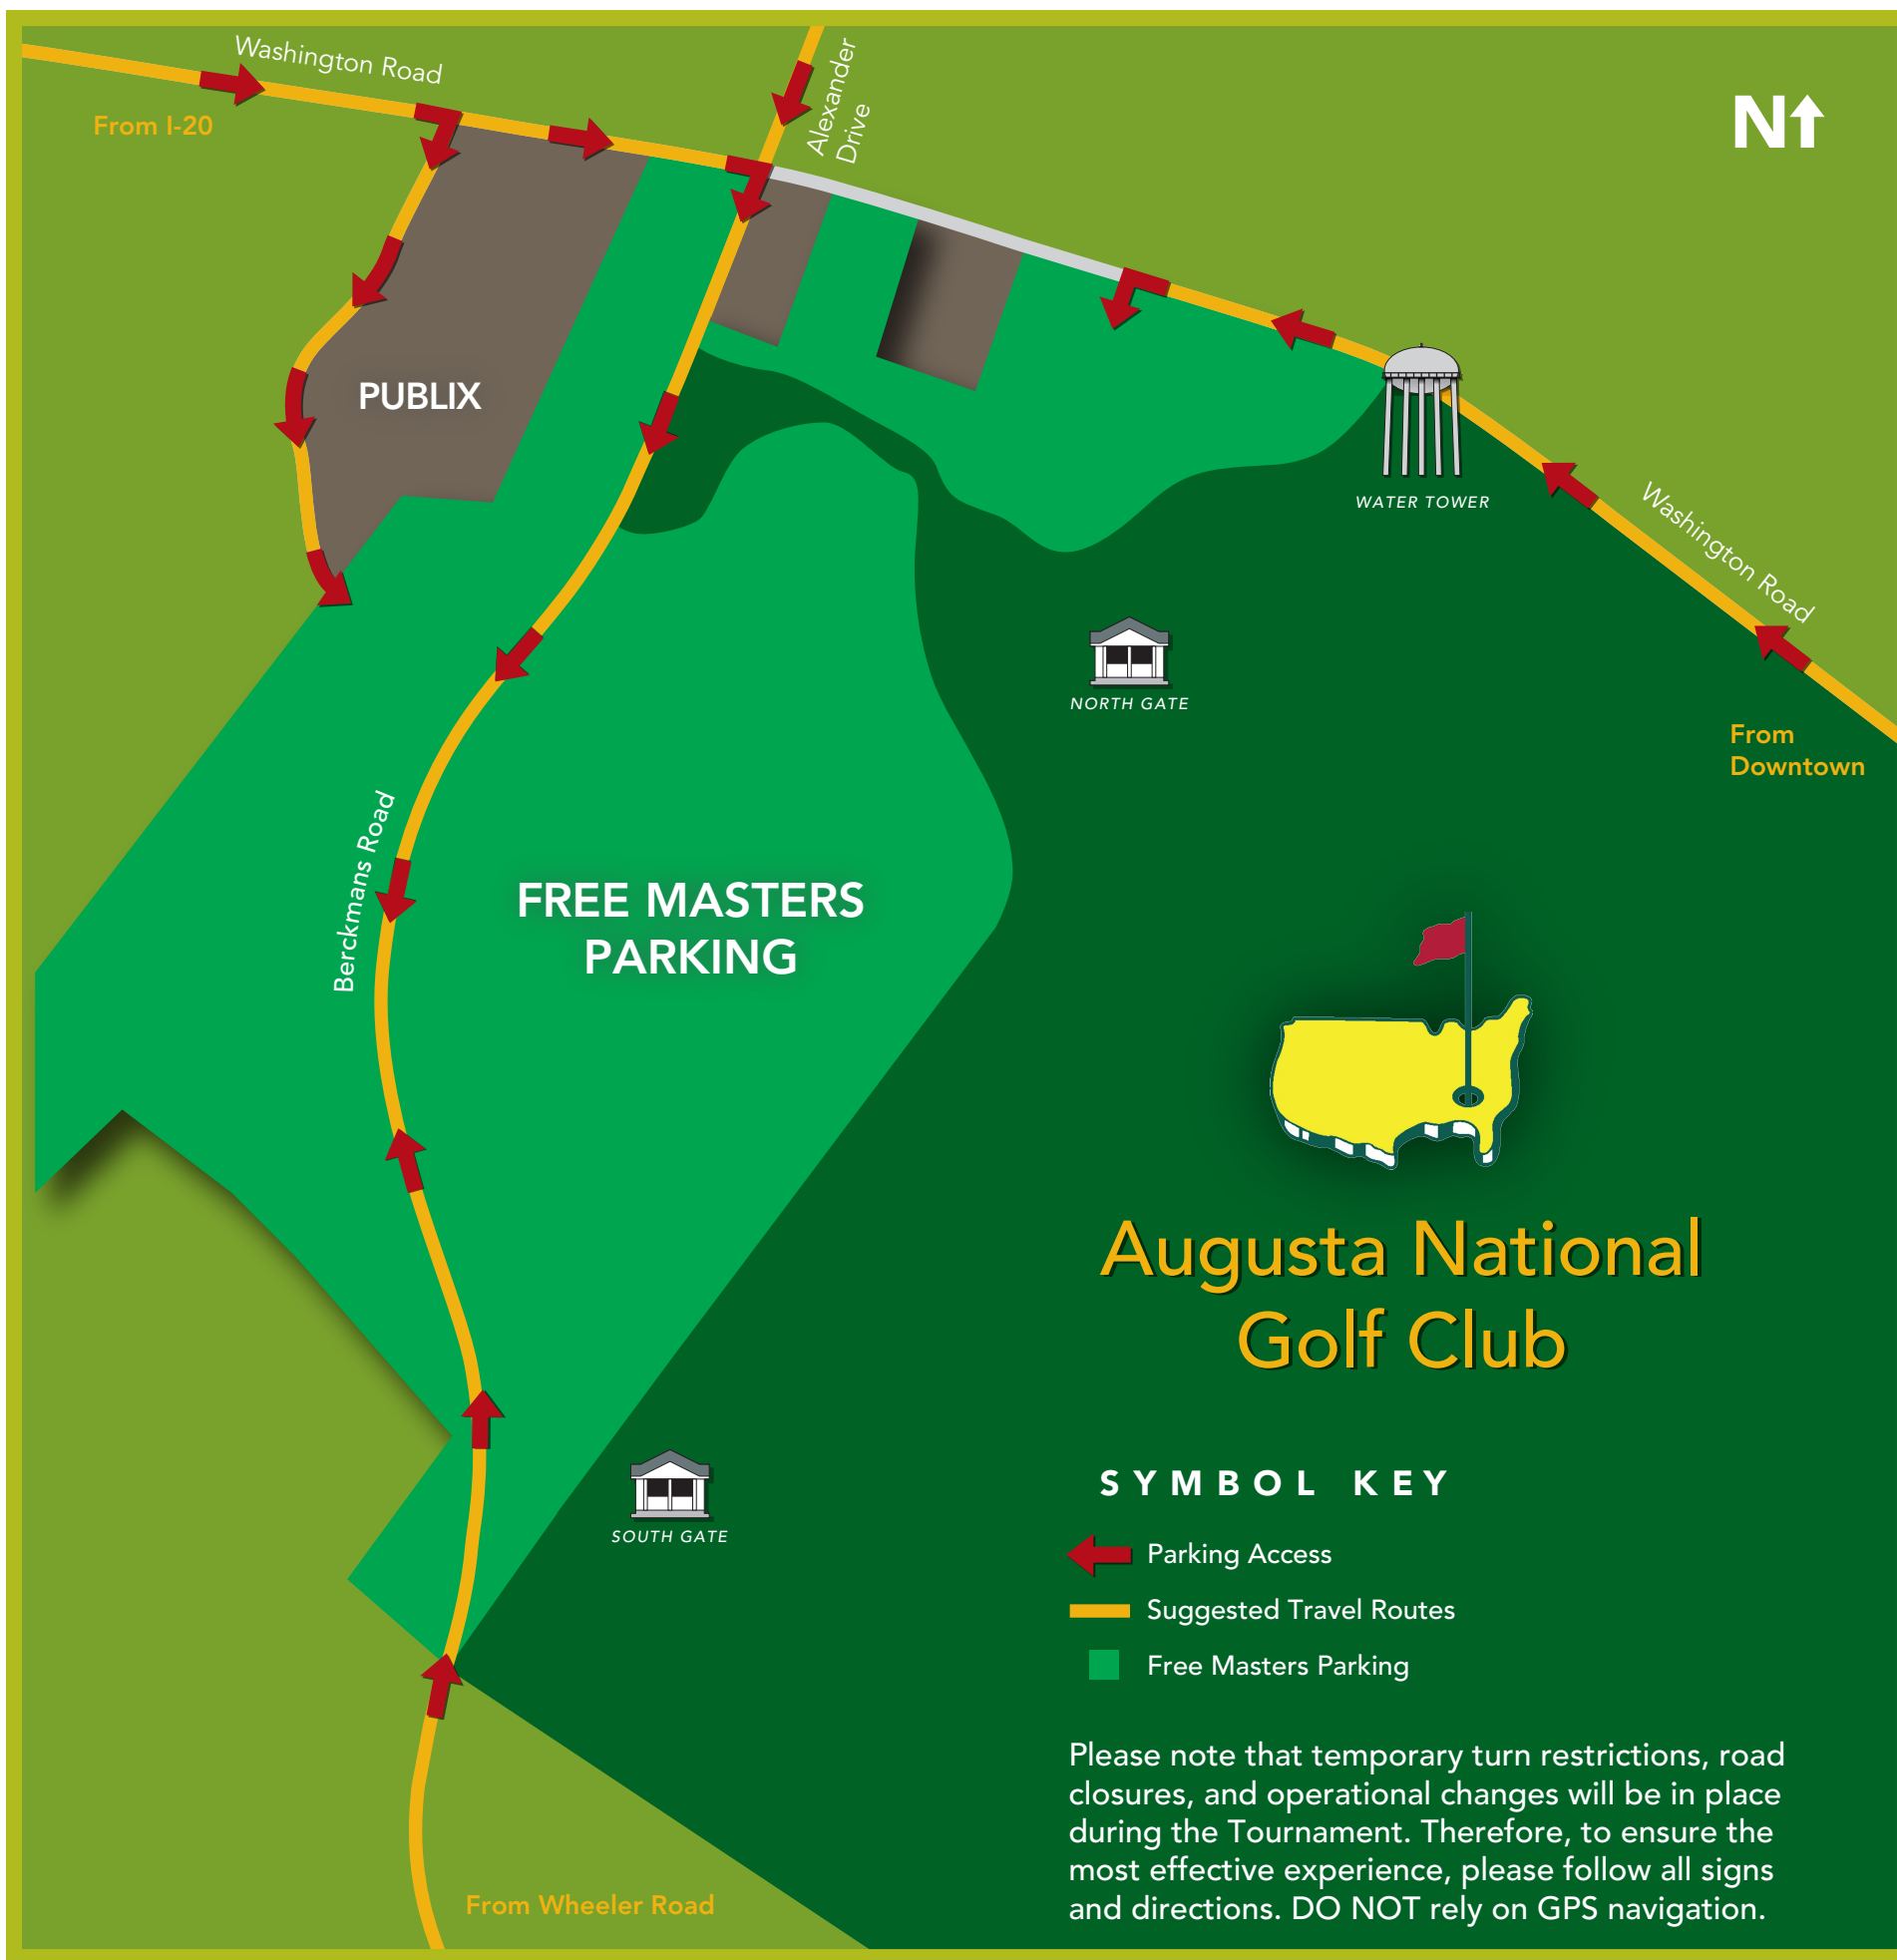 Washington Road
From I-20
Alexander
Drive
N
PUBLIX
WATER TOWER
Washington Road
NORTH GATE
From
Downtown
Berckmans Road
FREE MASTERS
PARKING
Augusta National
Golf Club
SOUTH GATE
SYMBOL KEY
Parking Access
Suggested Travel Routes
Free Masters Parking
Please note that temporary turn restrictions, road
closures, and operational changes will be in place
during the Tournament. Therefore, to ensure the
most effective experience, please follow all signs
and directions. DO NOT rely on GPS navigation.
From Wheeler Road